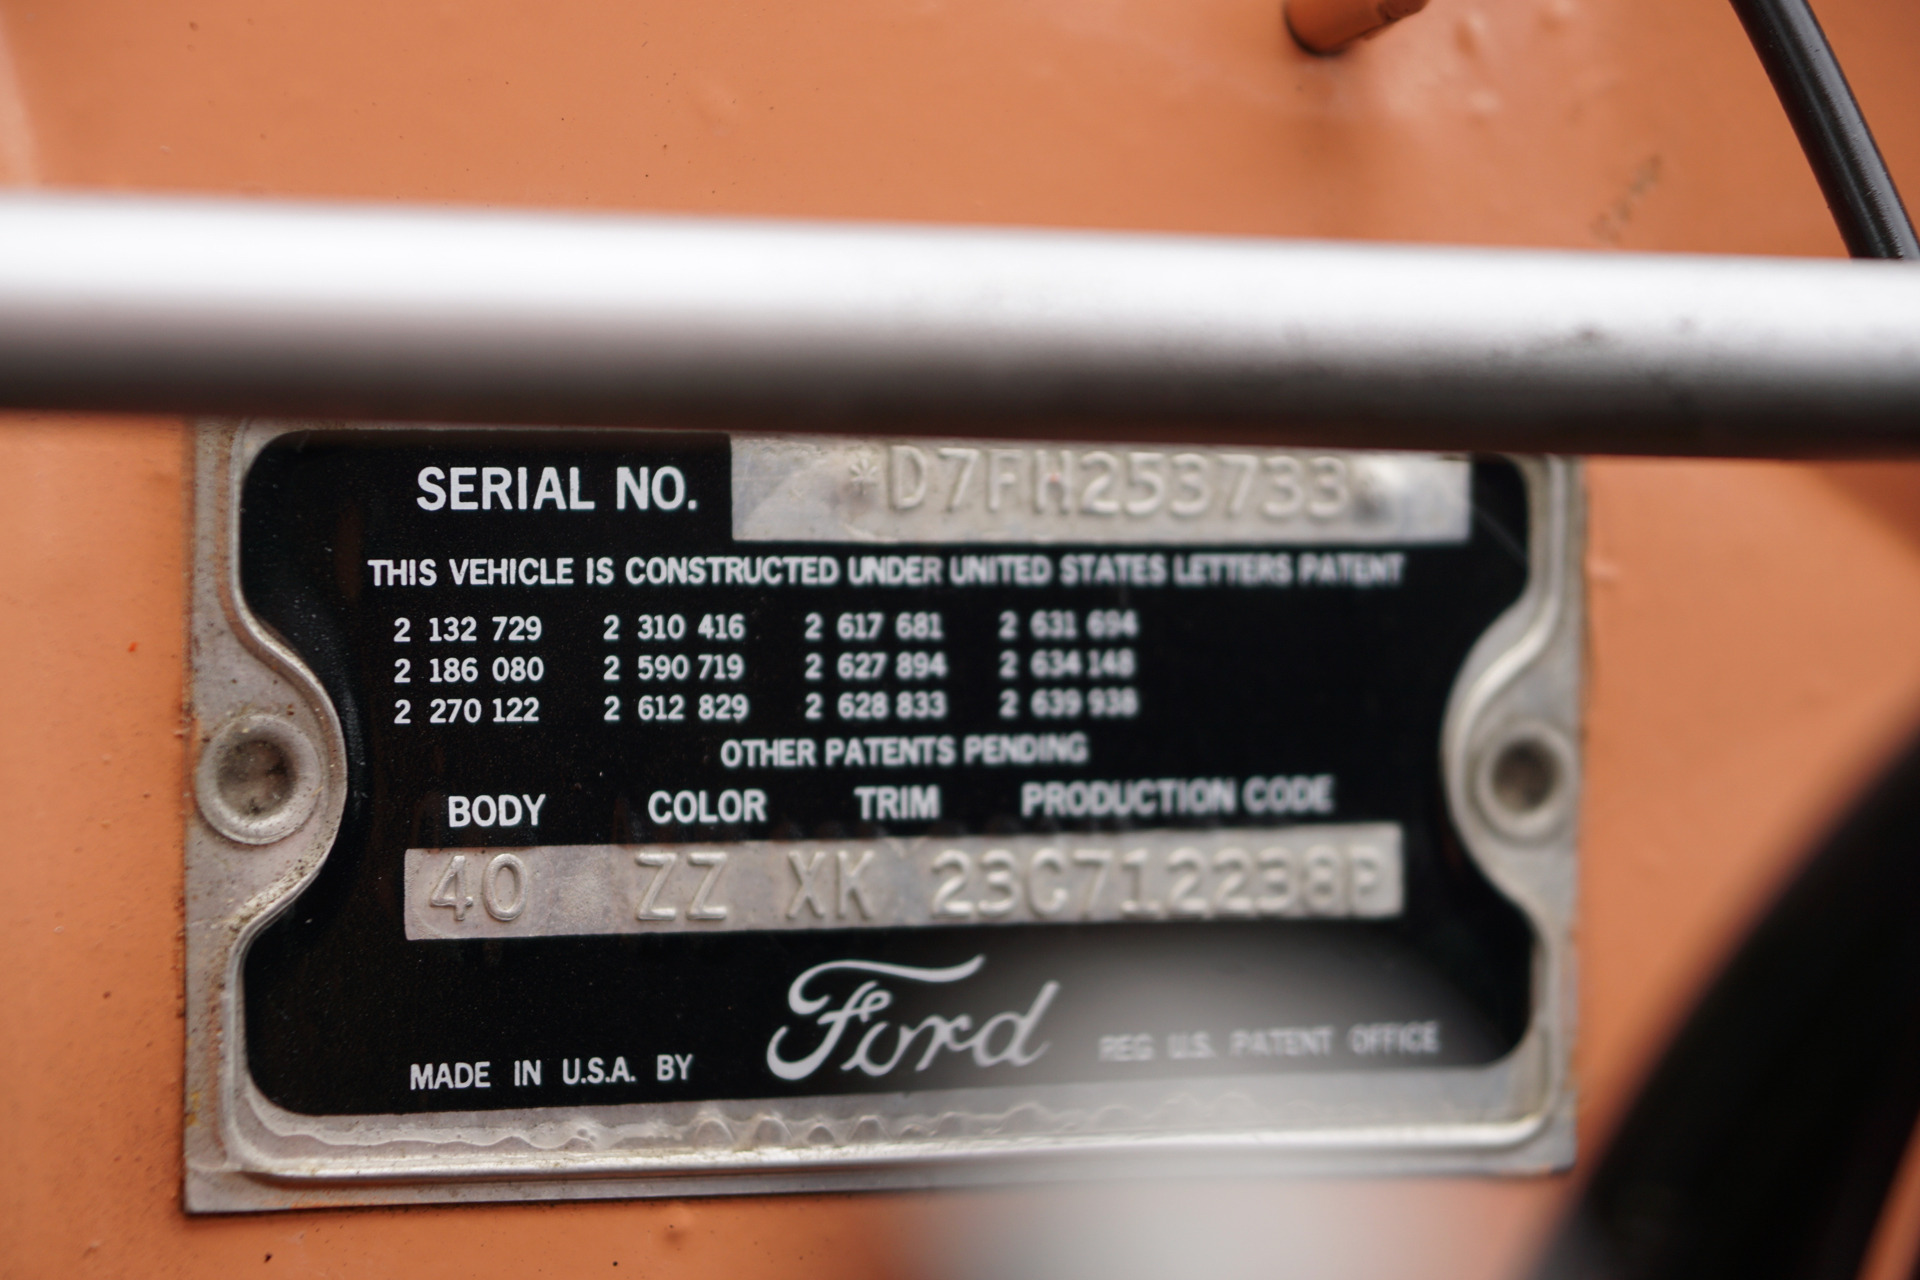 SERIAL NO. *D7FH253733*
THIS VEHICLE IS CONSTRUCTED UNDER UNITED STATES LETTERS PATENT
2 132 729 2 310 416 2 617 681 2 631 694
2 186 080 2 590 719 2 627 894 2 634 148
2 270 122 2 612 829 2 628 833 2 639 938
OTHER PATENTS PENDING
BODY COLOR TRIM PRODUCTION CODE
40 ZZ XK 23G712238P
MADE IN U.S.A. BY Ford REG U.S. PATENT OFFICE